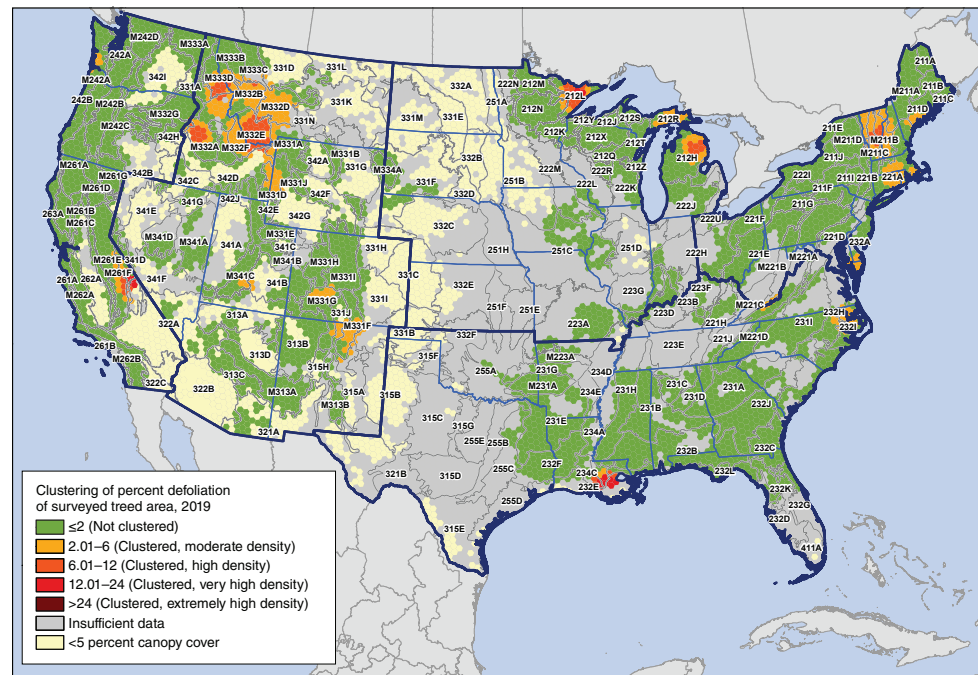 M242D
M333A
242A
M333B
M333C
331D
331L
M242A
342I
331A
M333D
M332B
331K
332A
251A
222N
212M
212L
211A
242B
M242B
M332G
M332D
331N
331M
331E
212N
212Y
212J
212S
212R
M211A
211B
211C
M242C
342H
M332A
M332E
M332F
M331A
212K
212X
212T
211E
M211D
M211B
211D
M261A
M261G
342B
342C
342D
342A
M331B
331G
M334A
332B
222M
212Q
222R
212Z
212H
211J
M211C
M261D
341G
342J
M331J
M331D
342F
331F
332D
251B
222L
222K
222I
211I
221B
221A
263A
M261B
M261C
341E
342E
342G
332C
222J
222U
211F
211G
M341D
M341A
341A
M331E
341C
M341B
M331H
331H
251H
251C
251D
222H
221F
221E
221D
232A
M261E
341D
M261F
261A
262A
341F
M341C
341B
M331I
331C
332E
M221B
M221A
M262A
M331G
331I
251F
251E
223G
223F
223B
223D
M221C
322A
313A
331J
M331F
331B
332F
223A
221H
221J
M221D
231I
232H
232I
261B
M262B
313D
313B
315H
315F
M223A
231G
223E
322C
322B
313C
315A
315B
255A
M231A
234D
234E
231H
231C
231D
231A
M313A
M313B
321A
315C
315G
231E
234A
231B
232J
255E
255B
232F
232B
232C
321B
315D
255C
234C
232E
232L
255D
232K
232G
232D
315E
411A
Clustering of percent defoliation
of surveyed treed area, 2019
≤2 (Not clustered)
2.01–6 (Clustered, moderate density)
6.01–12 (Clustered, high density)
12.01–24 (Clustered, very high density)
>24 (Clustered, extremely high density)
Insufficient data
<5 percent canopy cover